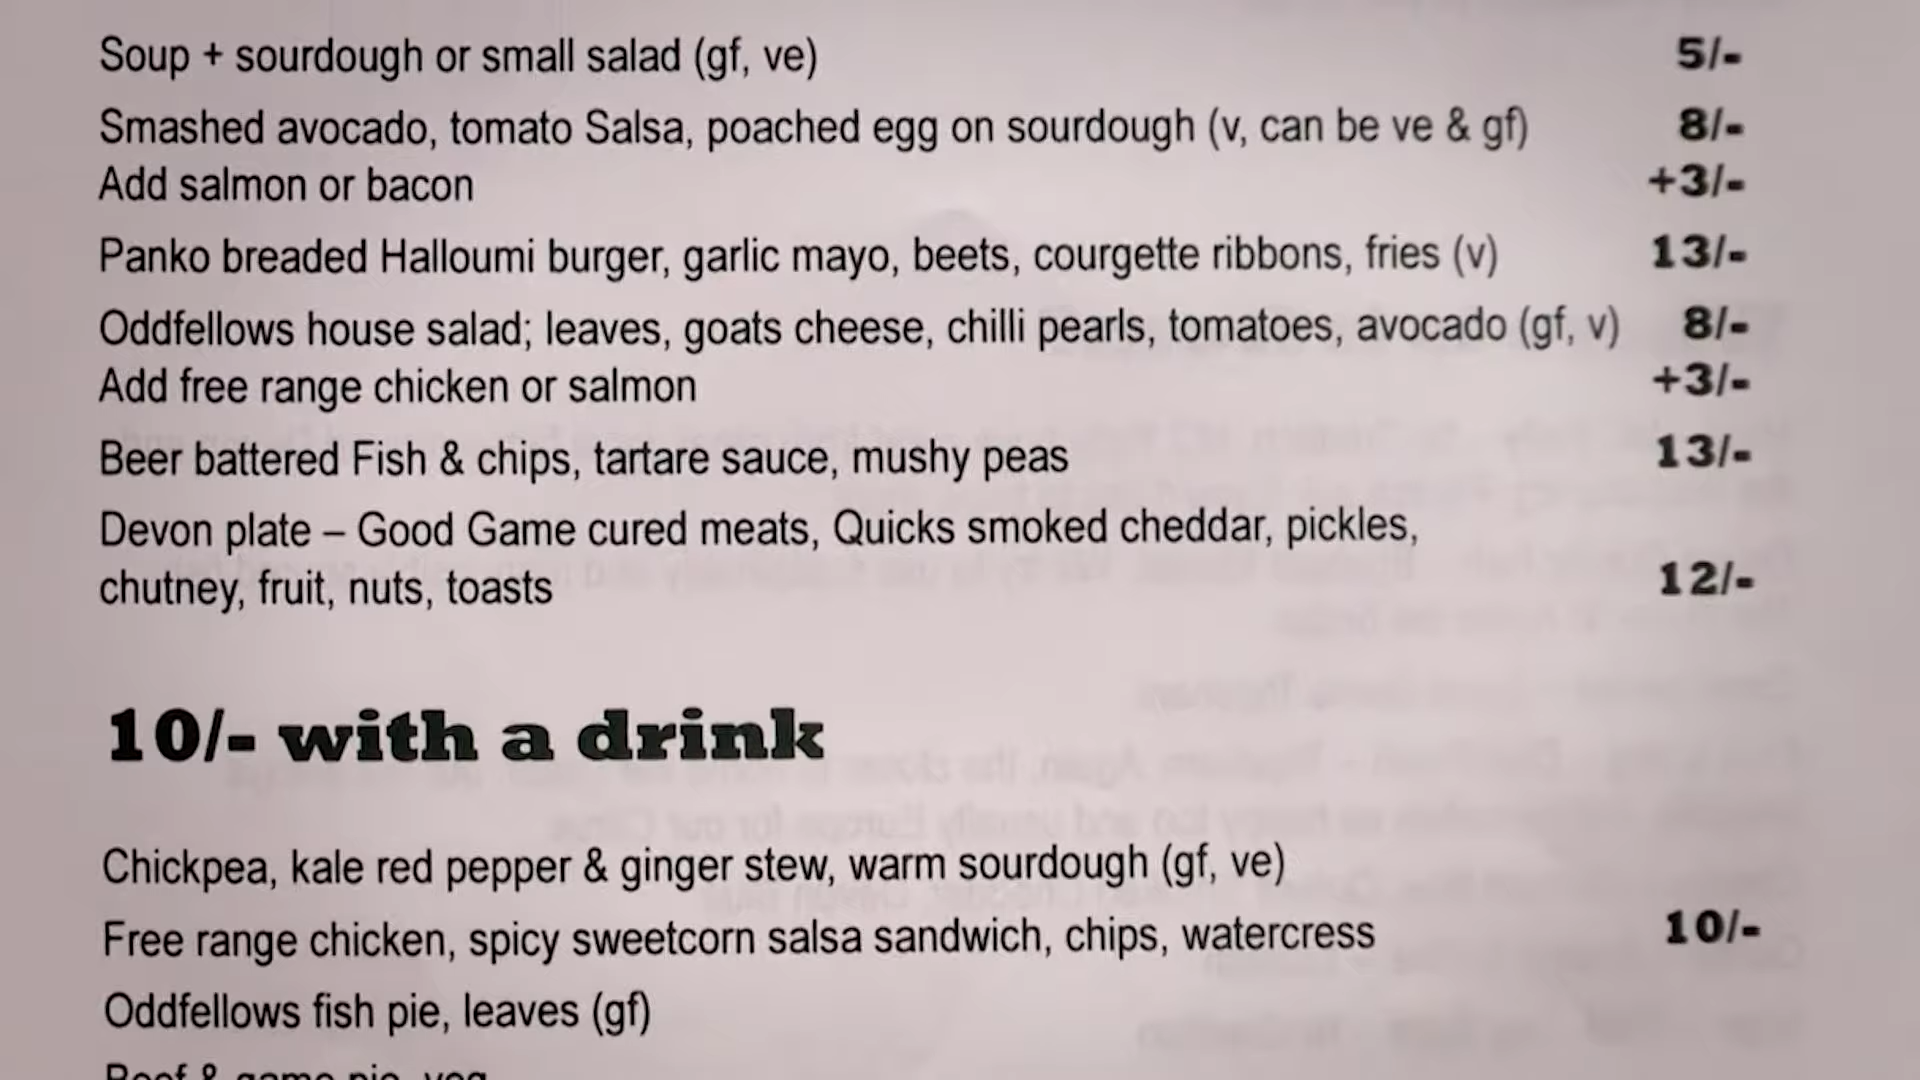 Soup + sourdough or small salad (gf, ve) 5/-
Smashed avocado, tomato Salsa, poached egg on sourdough (v, can be ve & gf) 8/-
Add salmon or bacon +3/-
Panko breaded Halloumi burger, garlic mayo, beets, courgette ribbons, fries (v) 13/-
Oddfellows house salad; leaves, goats cheese, chilli pearls, tomatoes, avocado (gf, v) 8/-
Add free range chicken or salmon +3/-
Beer battered Fish & chips, tartare sauce, mushy peas 13/-
Devon plate – Good Game cured meats, Quicks smoked cheddar, pickles,
chutney, fruit, nuts, toasts 12/-
10/- with a drink
Chickpea, kale red pepper & ginger stew, warm sourdough (gf, ve)
Free range chicken, spicy sweetcorn salsa sandwich, chips, watercress 10/-
Oddfellows fish pie, leaves (gf)
Beef & game pie, veg